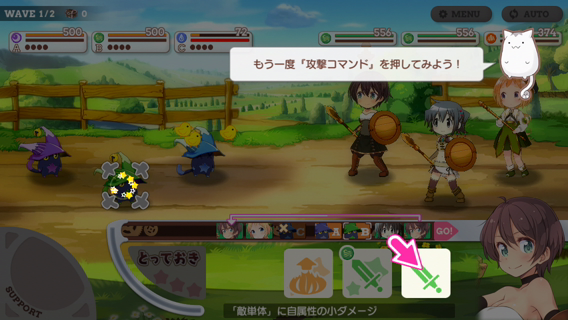 WAVE 1/2 0 MENU AUTO
A 500 B 500 C 72 556 556 374
もう一度「攻撃コマンド」を押してみよう！
A B GO!
とっておき
SUPPORT
「敵単体」に自属性の小ダメージ